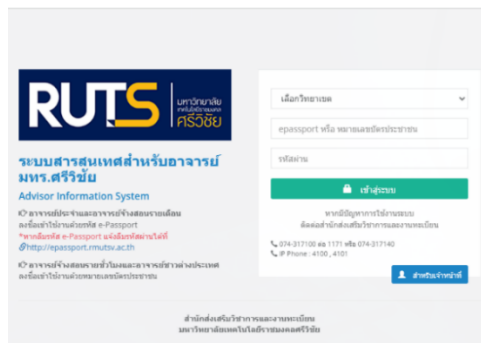 RUTS
มหาวิทยาลัย
เทคโนโลยีราชมงคล
ศรีวิชัย
ระบบสารสนเทศสำหรับอาจารย์
มทร.ศรีวิชัย
Advisor Information System
อาจารย์ประจำและอาจารย์จ้างสอนรายเดือน
ลงชื่อเข้าใช้งานด้วยรหัส e-Passport
*หากลืมรหัส e-Passport แจ้งลืมรหัสผ่านได้ที่
http://epassport.rmutsv.ac.th
อาจารย์จ้างสอนรายชั่วโมงและอาจารย์ชาวต่างประเทศ
ลงชื่อเข้าใช้งานด้วยหมายเลขบัตรประชาชน
เลือกวิทยาเขต
epassport หรือ หมายเลขบัตรประชาชน
รหัสผ่าน
เข้าสู่ระบบ
หากมีปัญหาการใช้งานระบบ
ติดต่อสำนักส่งเสริมวิชาการและงานทะเบียน
074-317100 ต่อ 1171 หรือ 074-317140
IP Phone : 4100 , 4101
สำหรับเจ้าหน้าที่
สำนักส่งเสริมวิชาการและงานทะเบียน
มหาวิทยาลัยเทคโนโลยีราชมงคลศรีวิชัย